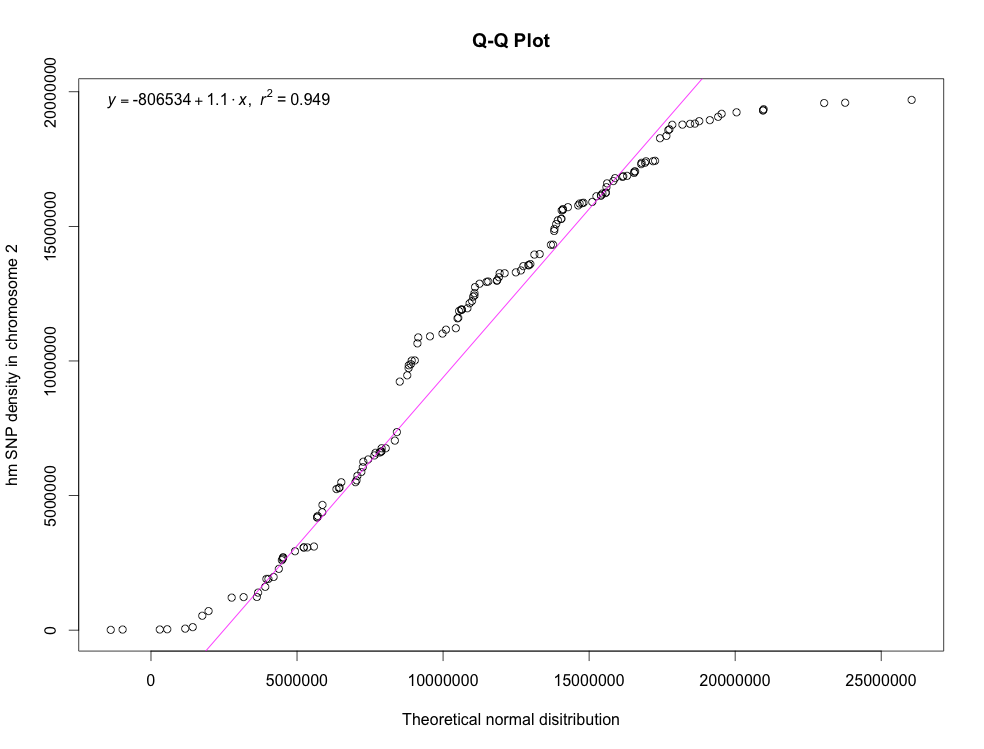 Q-Q Plot
y = -806534 + 1.1 · x, r² = 0.949
hm SNP density in chromosome 2
20000000
15000000
10000000
5000000
0
0 5000000 10000000 15000000 20000000 25000000
Theoretical normal disitribution